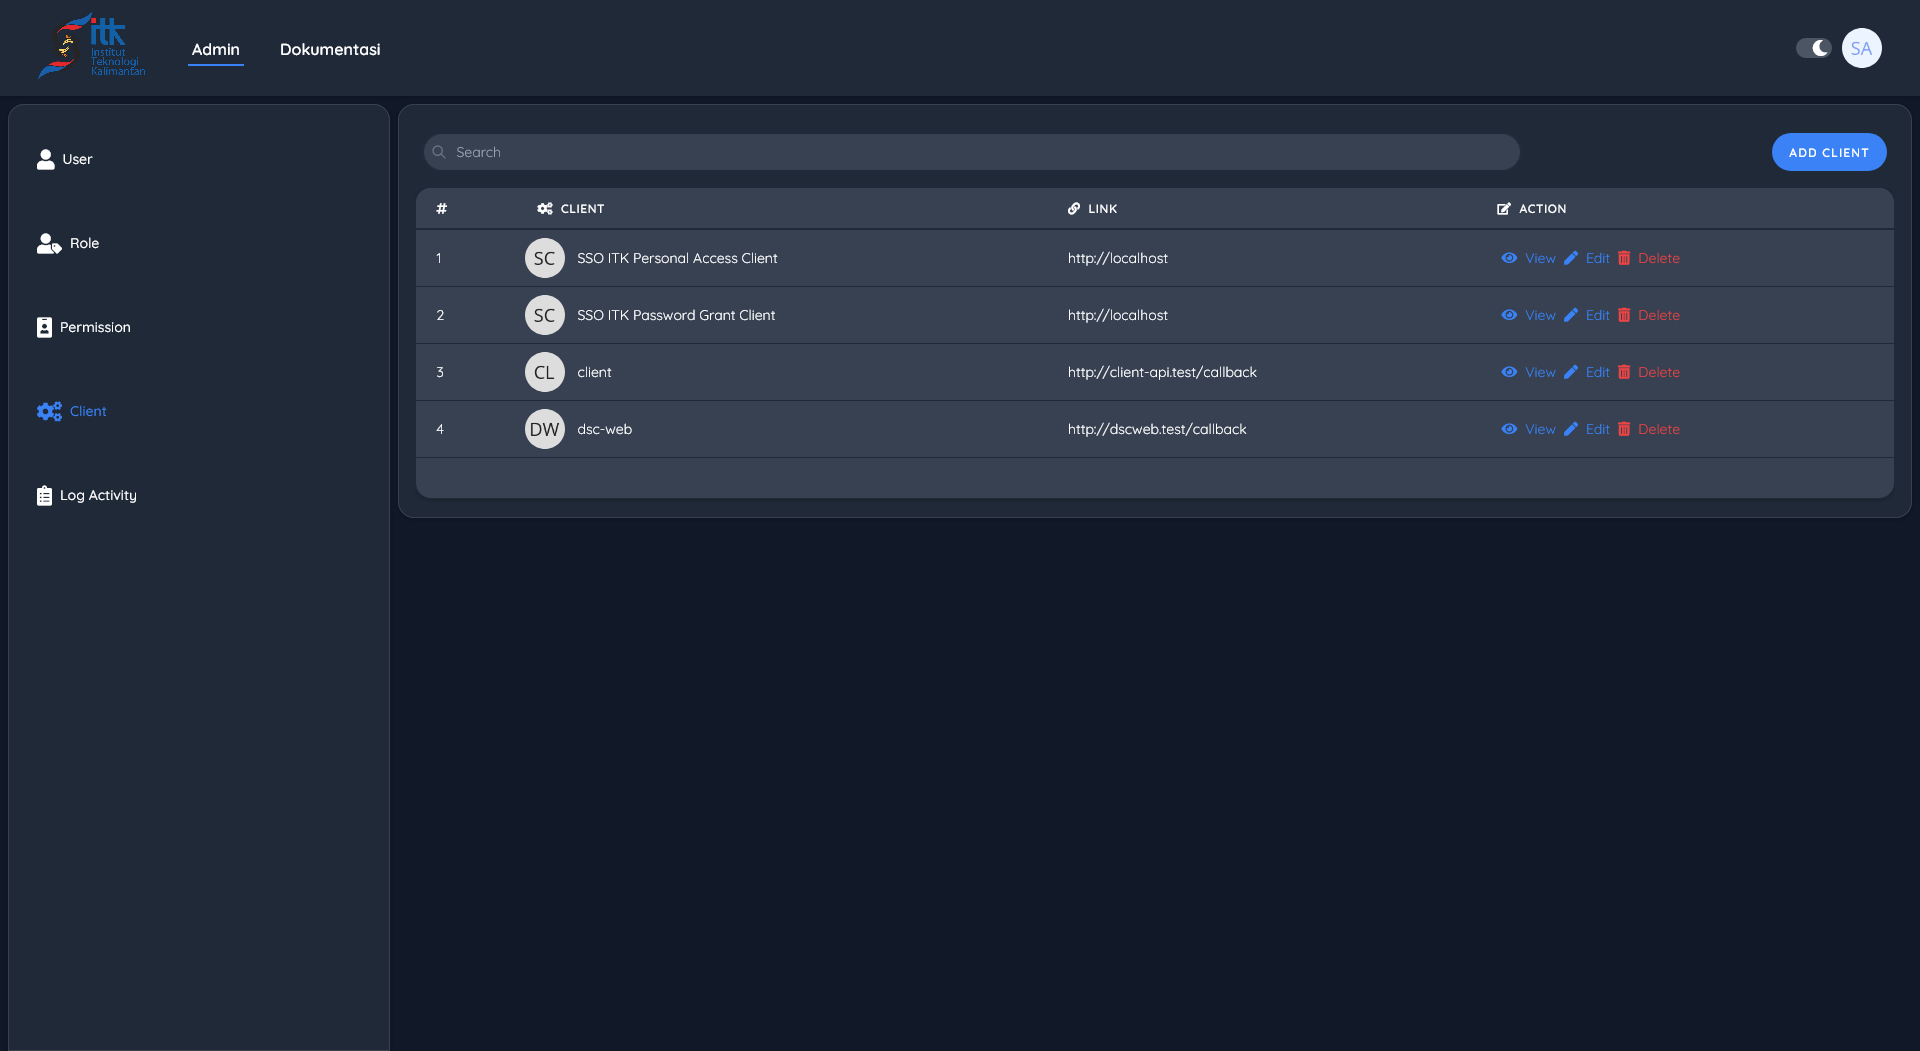 itk
Institut
Teknologi
Kalimantan
Admin
Dokumentasi
SA
User
Role
Permission
Client
Log Activity
Search
ADD CLIENT
# CLIENT LINK ACTION
1 SC SSO ITK Personal Access Client http://localhost View Edit Delete
2 SC SSO ITK Password Grant Client http://localhost View Edit Delete
3 CL client http://client-api.test/callback View Edit Delete
4 DW dsc-web http://dscweb.test/callback View Edit Delete